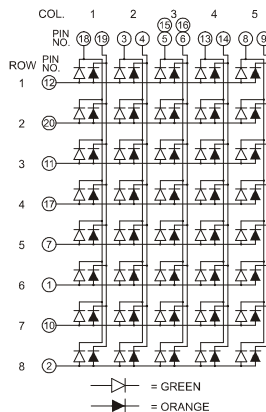 COL. 1 2 3 4 5
15 16
PIN NO. 18 19 3 4 5 6 13 14 8 9
ROW PIN NO.
1 12
2 20
3 11
4 17
5 7
6 1
7 10
8 2
= GREEN
= ORANGE